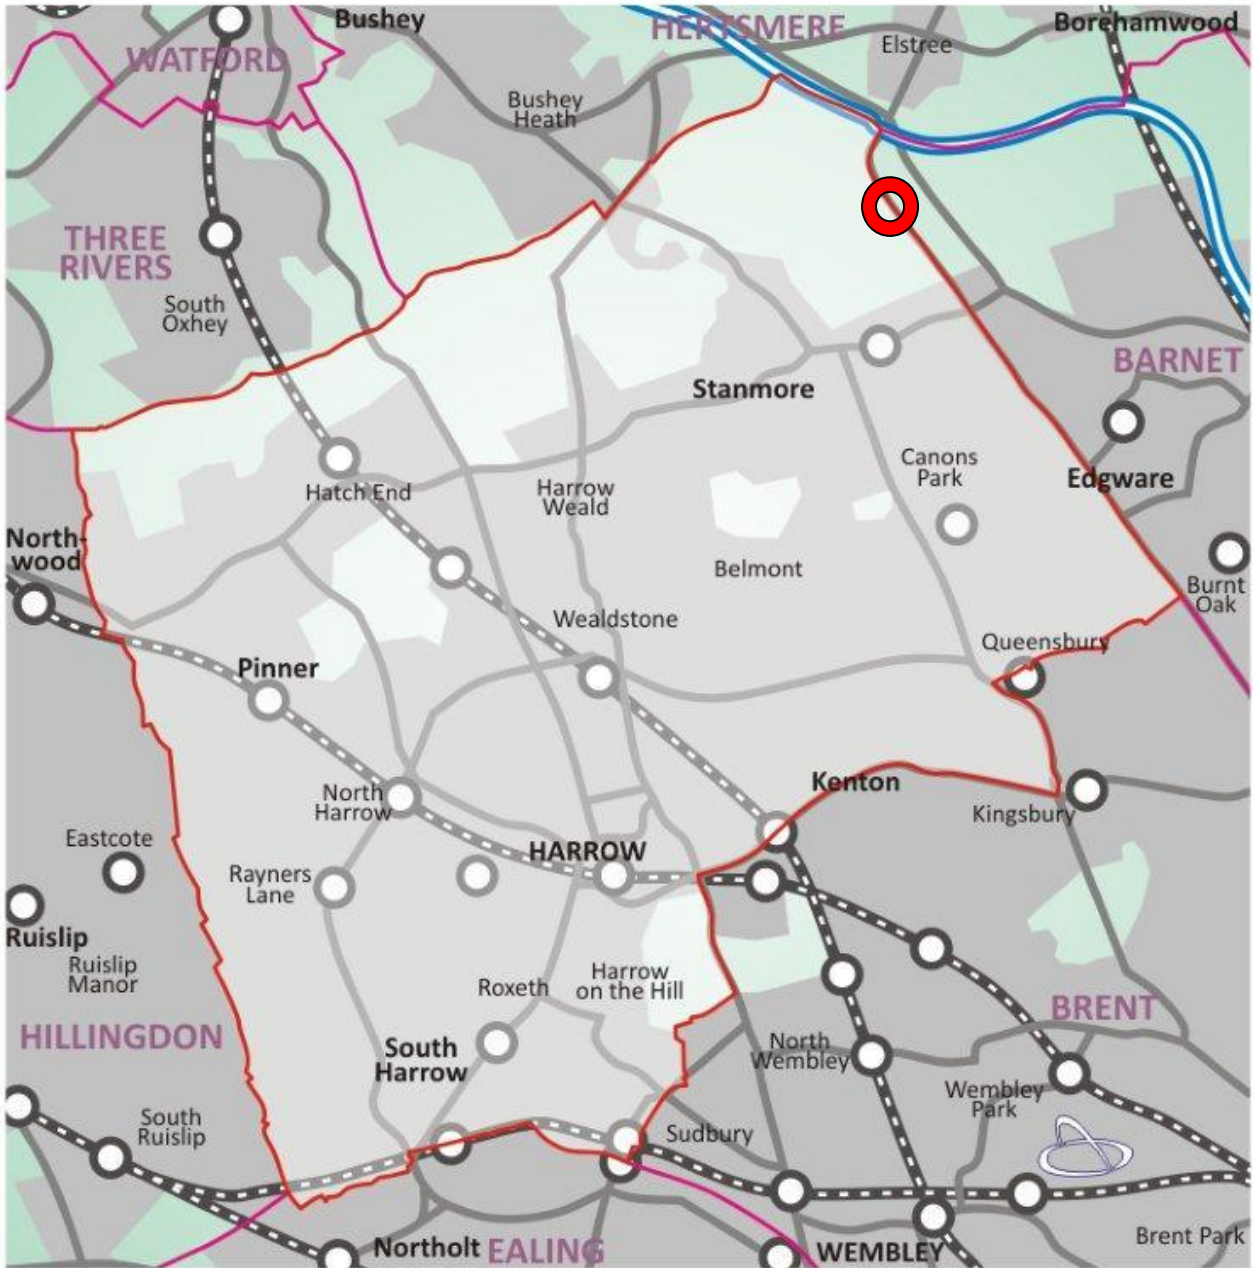 Bushey
HERTSMERE
Borehamwood
Elstree
WATFORD
Bushey
Heath
THREE
RIVERS
South
Oxhey
BARNET
Stanmore
Canons
Park
Edgware
Hatch End
Harrow
Weald
North-
wood
Belmont
Burnt
Oak
Wealdstone
Queensbury
Pinner
Kenton
North
Harrow
Kingsbury
Eastcote
HARROW
Rayners
Lane
Ruislip
Ruislip
Manor
Roxeth
Harrow
on the Hill
BRENT
HILLINGDON
South
Harrow
North
Wembley
Wembley
Park
South
Ruislip
Sudbury
Brent Park
Northolt
EALING
WEMBLEY